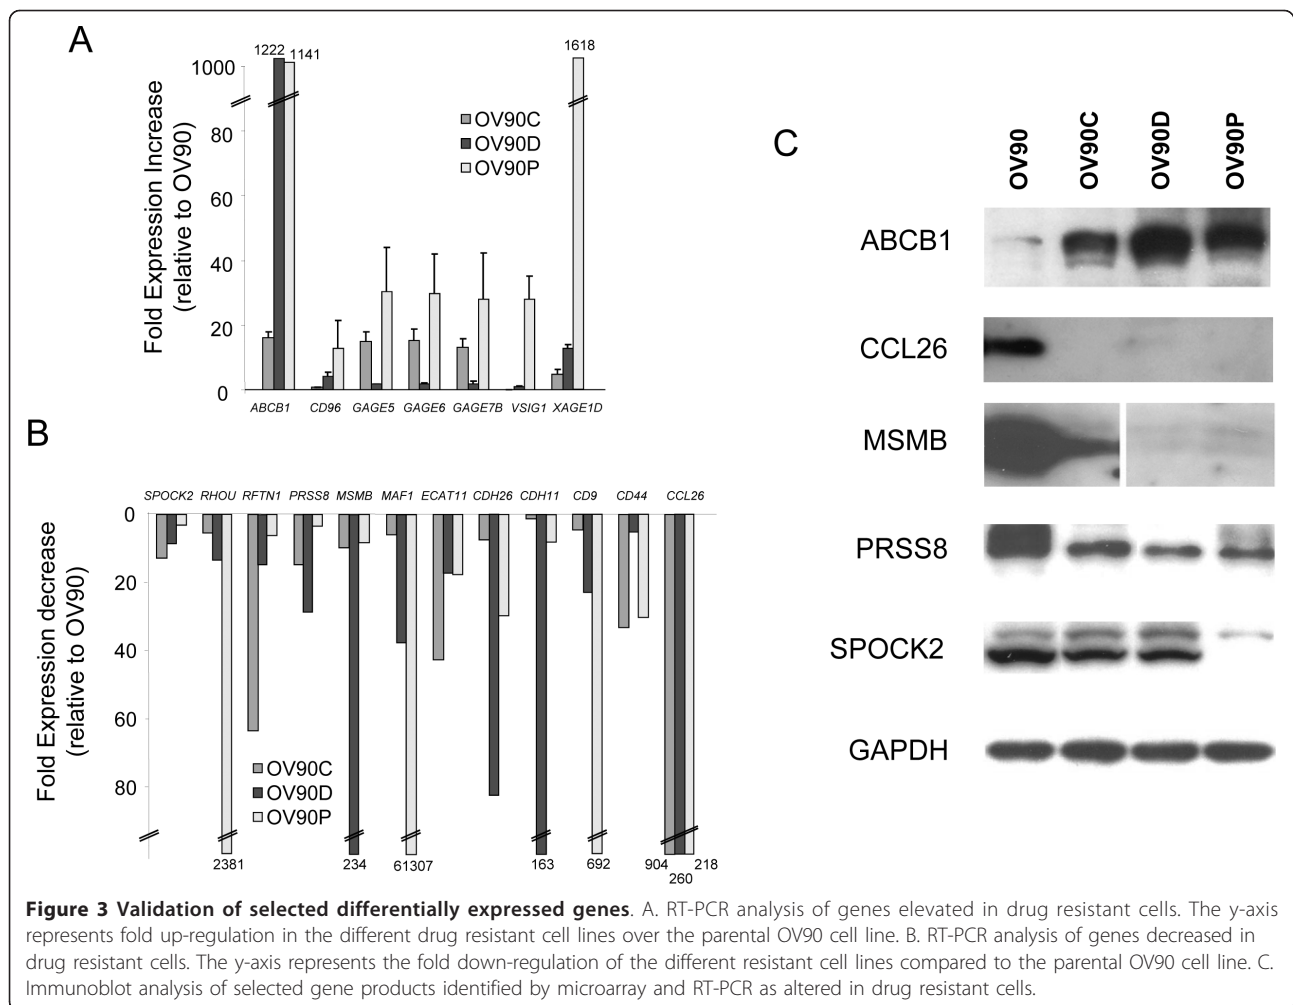 A
1222
1141
1618
1000
80
60
40
20
0
Fold Expression Increase
(relative to OV90)
OV90C
OV90D
OV90P
ABCB1 CD96 GAGE5 GAGE6 GAGE7B VSIG1 XAGE1D
B
SPOCK2 RHOU RFTN1 PRSS8 MSMB MAF1 ECAT11 CDH26 CDH11 CD9 CD44 CCL26
0
20
40
60
80
Fold Expression decrease
(relative to OV90)
OV90C
OV90D
OV90P
2381 234 61307 163 692 904 218
260
C
OV90 OV90C OV90D OV90P
ABCB1
CCL26
MSMB
PRSS8
SPOCK2
GAPDH
Figure 3 Validation of selected differentially expressed genes. A. RT-PCR analysis of genes elevated in drug resistant cells. The y-axis
represents fold up-regulation in the different drug resistant cell lines over the parental OV90 cell line. B. RT-PCR analysis of genes decreased in
drug resistant cells. The y-axis represents the fold down-regulation of the different resistant cell lines compared to the parental OV90 cell line. C.
Immunoblot analysis of selected gene products identified by microarray and RT-PCR as altered in drug resistant cells.